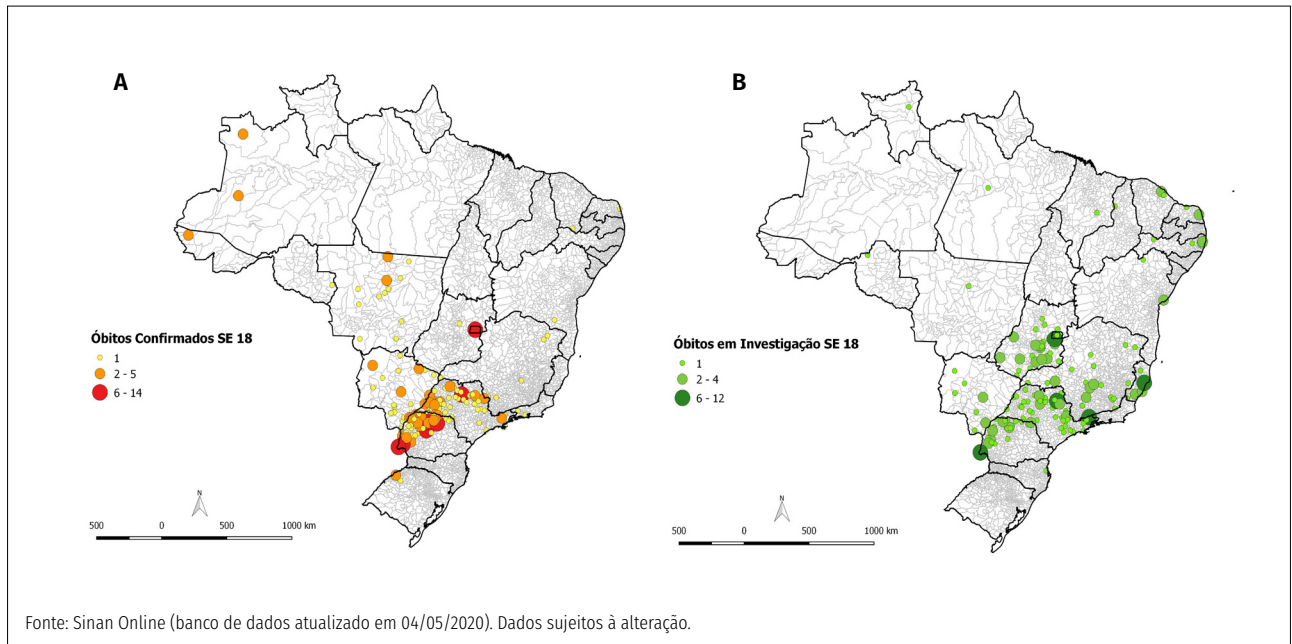 A
B
Óbitos Confirmados SE 18
1
2 - 5
6 - 14
N
500 0 500 1000 km
Óbitos em Investigação SE 18
1
2 - 4
6 - 12
N
500 0 500 1000 km
Fonte: Sinan Online (banco de dados atualizado em 04/05/2020). Dados sujeitos à alteração.